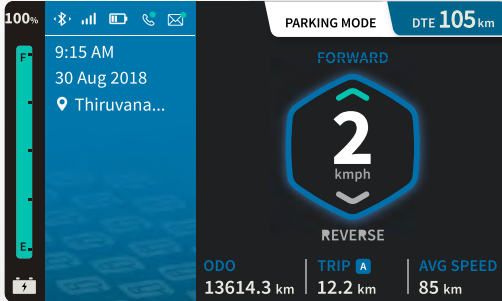 100%
PARKING MODE
DTE 105 km
F
9:15 AM
30 Aug 2018
Thiruvana...
FORWARD
2
kmph
REVERSE
E
ODO
13614.3 km
TRIP A
12.2 km
AVG SPEED
85 km